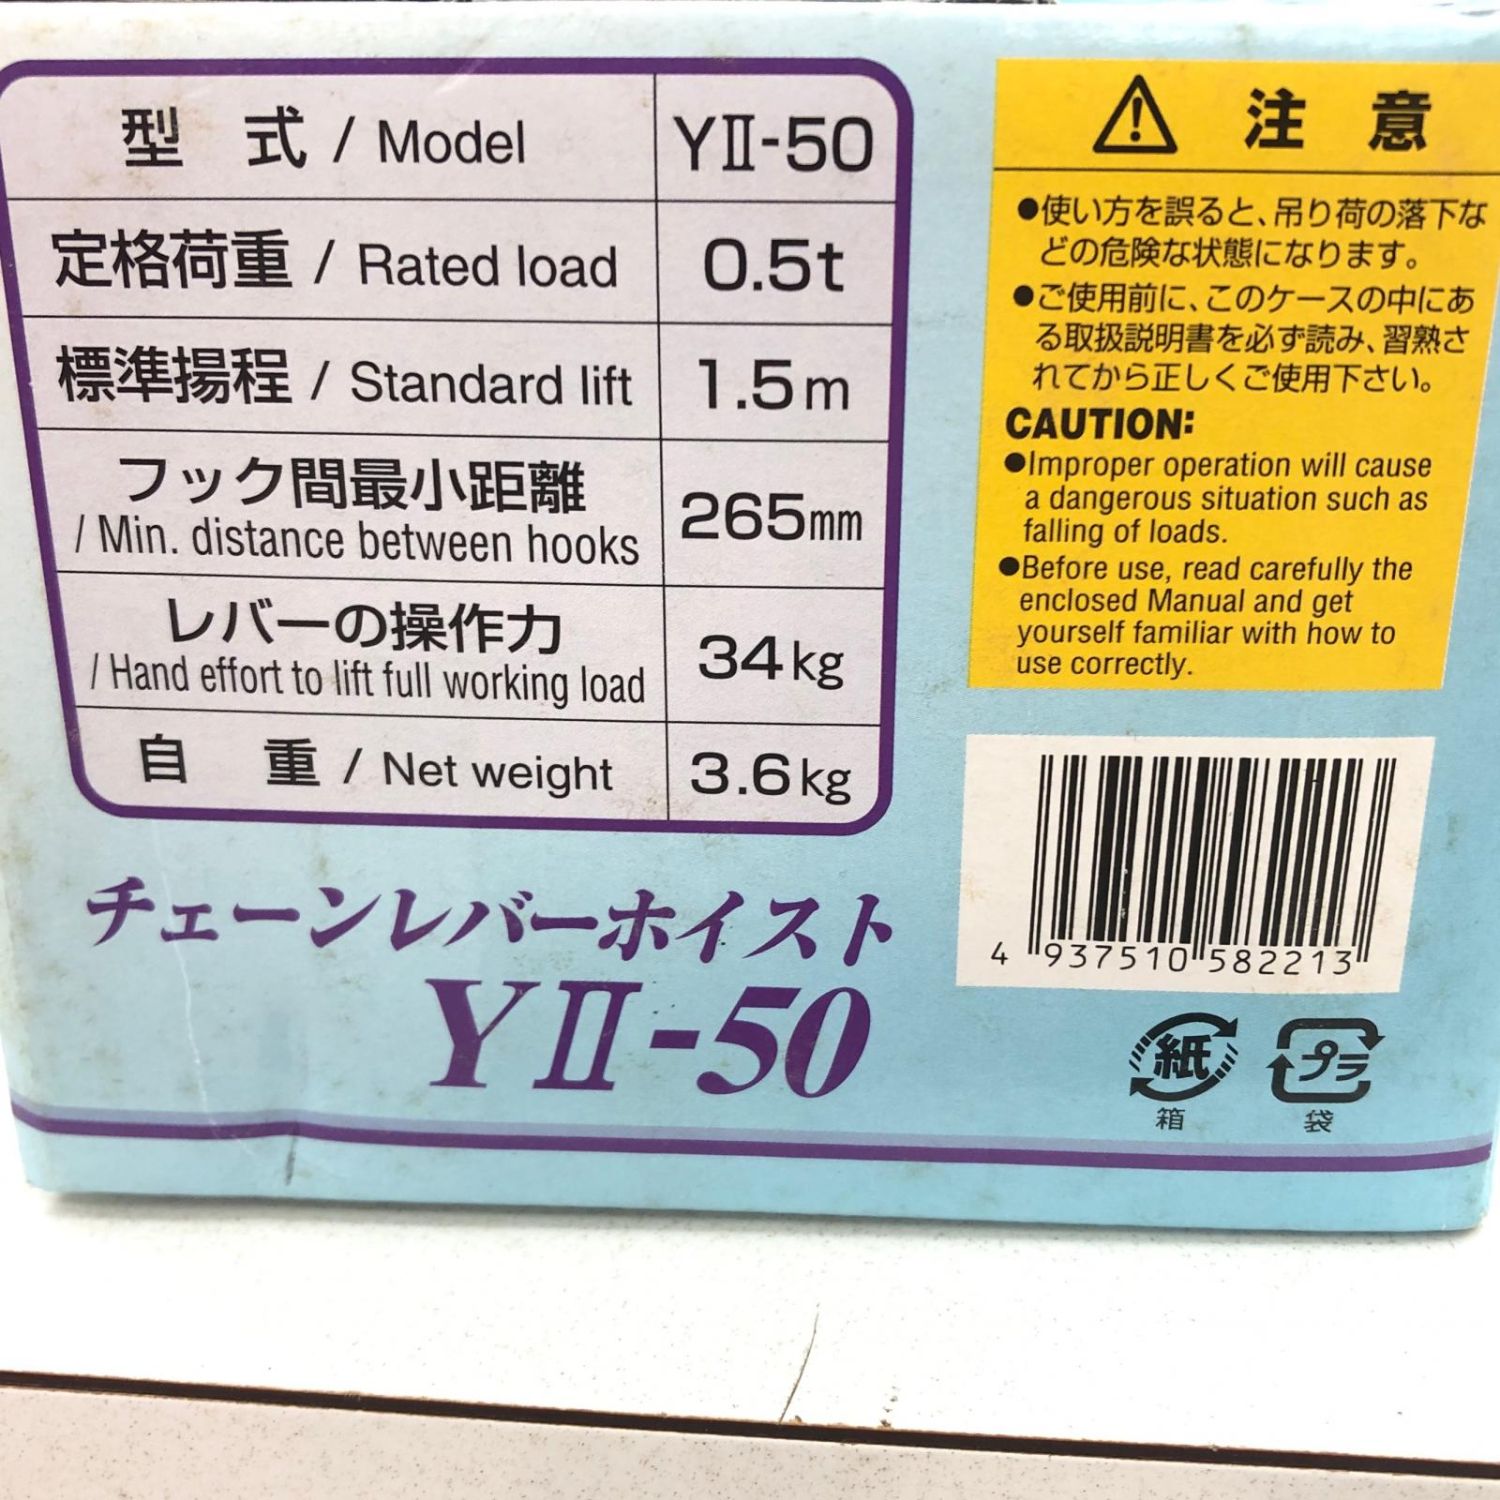 型 式 / Model YⅡ-50
定格荷重 / Rated load 0.5t
標準揚程 / Standard lift 1.5m
フック間最小距離
/ Min. distance between hooks 265mm
レバーの操作力
/ Hand effort to lift full working load 34kg
自 重 / Net weight 3.6kg
チェーンレバーホイスト
YⅡ-50
注 意
●使い方を誤ると、吊り荷の落下な
どの危険な状態になります。
●ご使用前に、このケースの中にあ
る取扱説明書を必ず読み、習熟さ
れてから正しくご使用下さい。
CAUTION:
●Improper operation will cause
a dangerous situation such as
falling of loads.
●Before use, read carefully the
enclosed Manual and get
yourself familiar with how to
use correctly.
4 937510 582213
紙
箱
プラ
袋